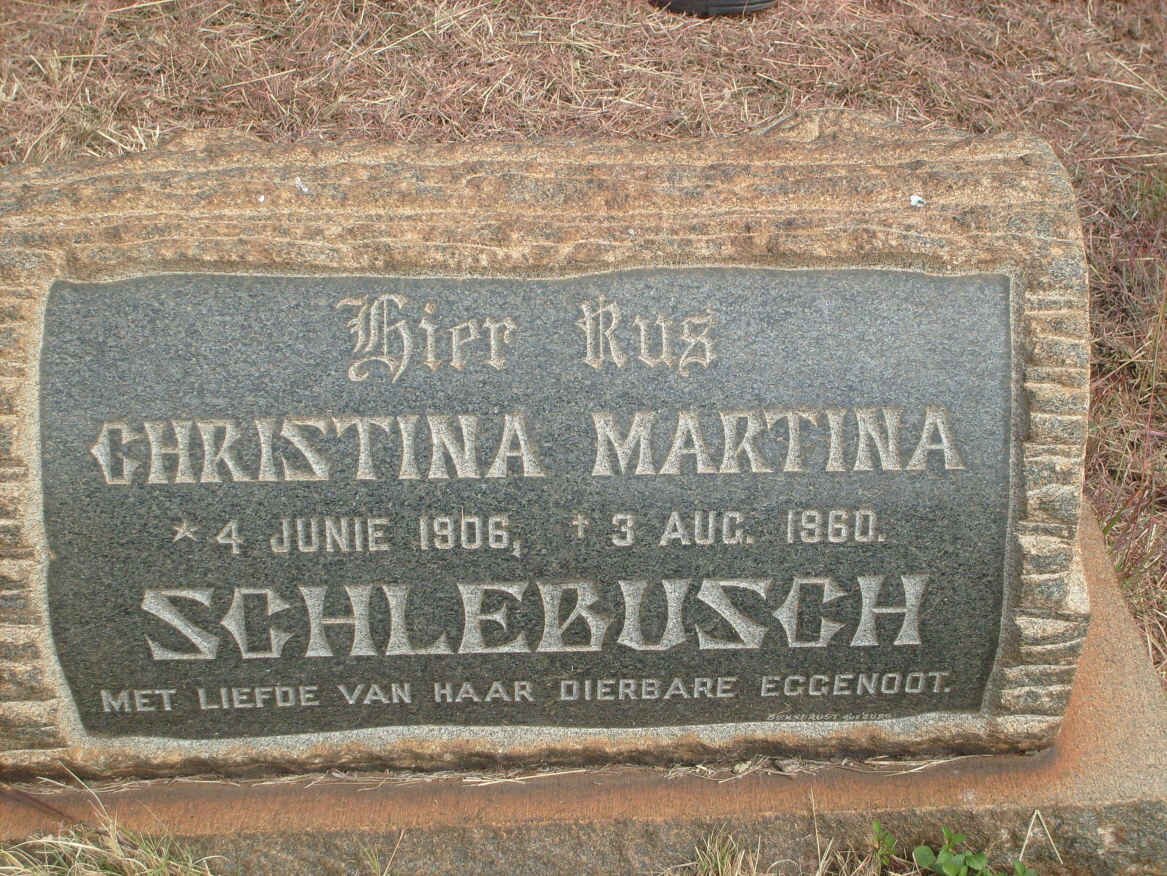 Hier Rus
CHRISTINA MARTINA
* 4 JUNIE 1906, † 3 AUG. 1960.
SCHLEBUSCH
MET LIEFDE VAN HAAR DIERBARE EGGENOOT.